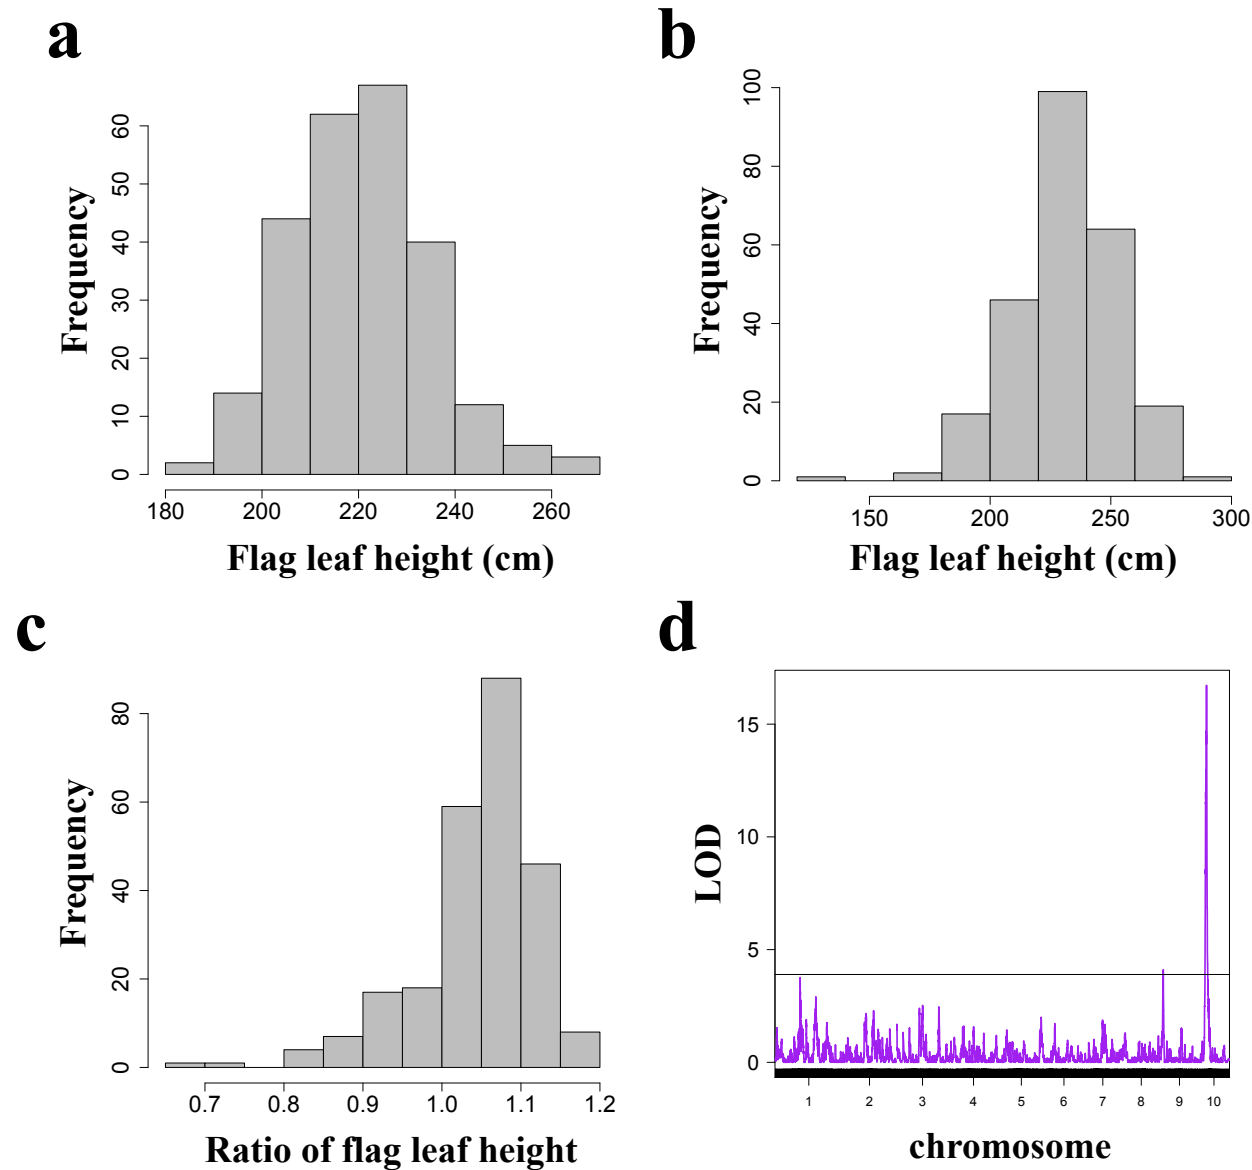 a
Frequency
0 10 20 30 40 50 60
180 200 220 240 260
Flag leaf height (cm)
b
Frequency
0 20 40 60 80 100
150 200 250 300
Flag leaf height (cm)
c
Frequency
0 20 40 60 80
0.7 0.8 0.9 1.0 1.1 1.2
Ratio of flag leaf height
d
LOD
0 5 10 15
1 2 3 4 5 6 7 8 9 10
chromosome